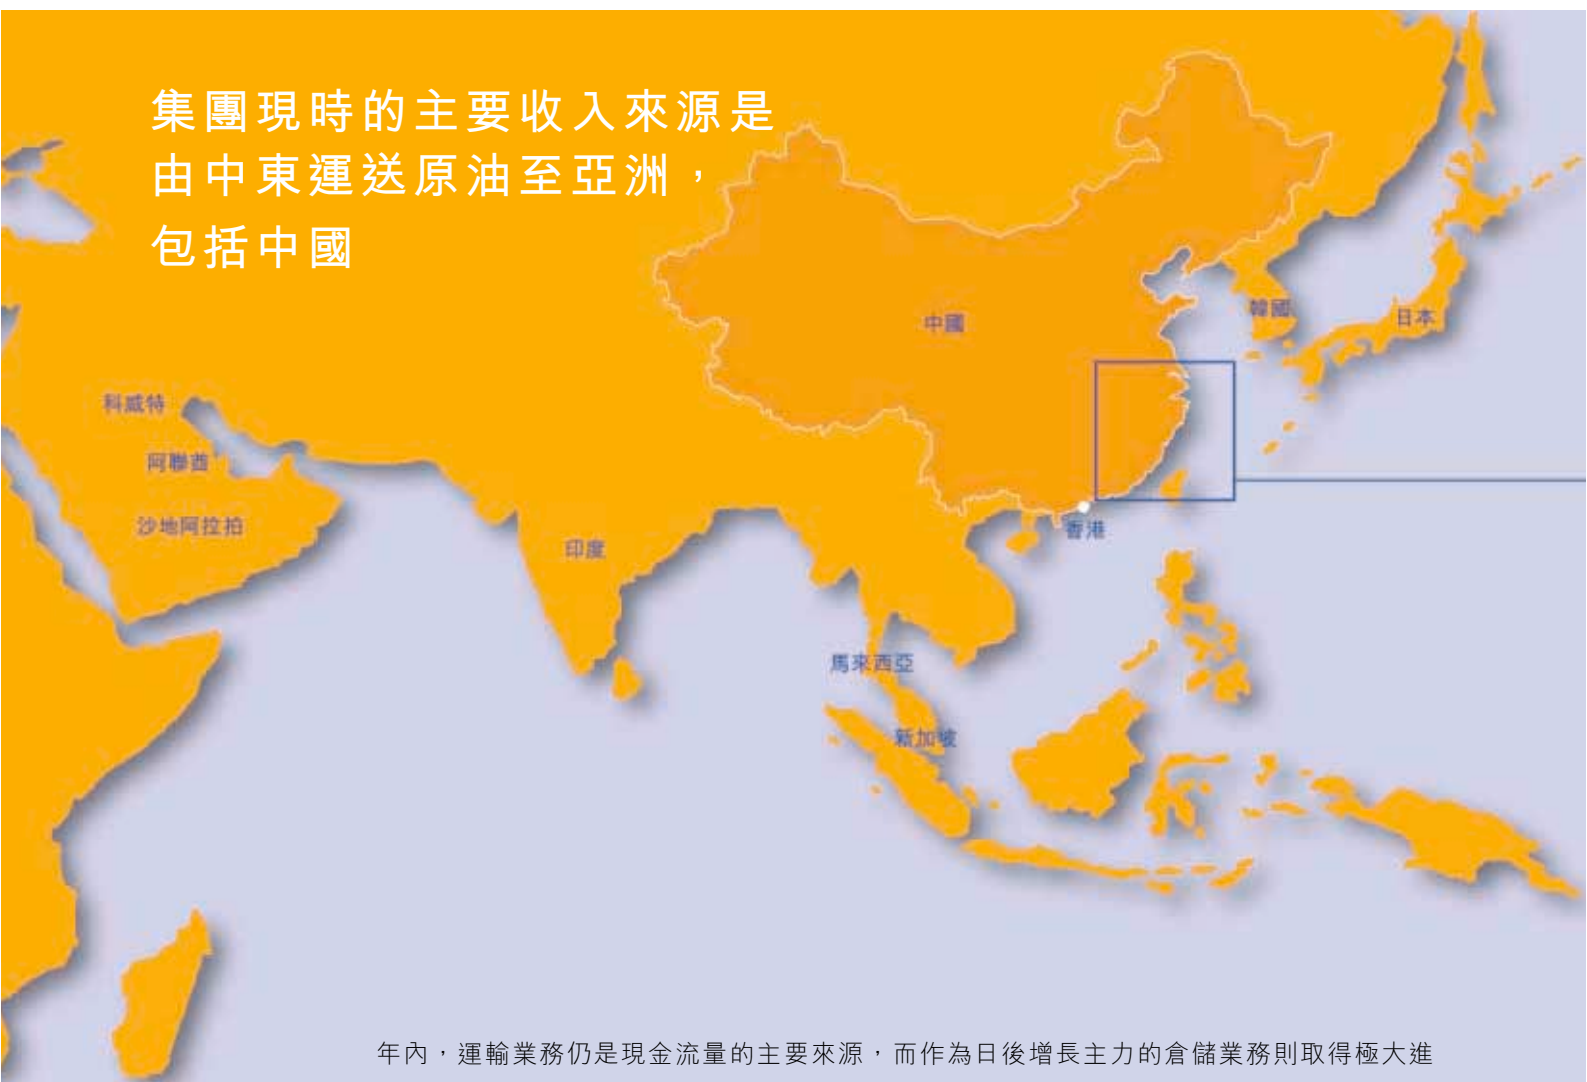 集團現時的主要收入來源是
由中東運送原油至亞洲，
包括中國
中國
韓國
日本
科威特
阿聯酋
沙地阿拉拍
印度
香港
馬來西亞
新加坡
年內，運輸業務仍是現金流量的主要來源，而作為日後增長主力的倉儲業務則取得極大進